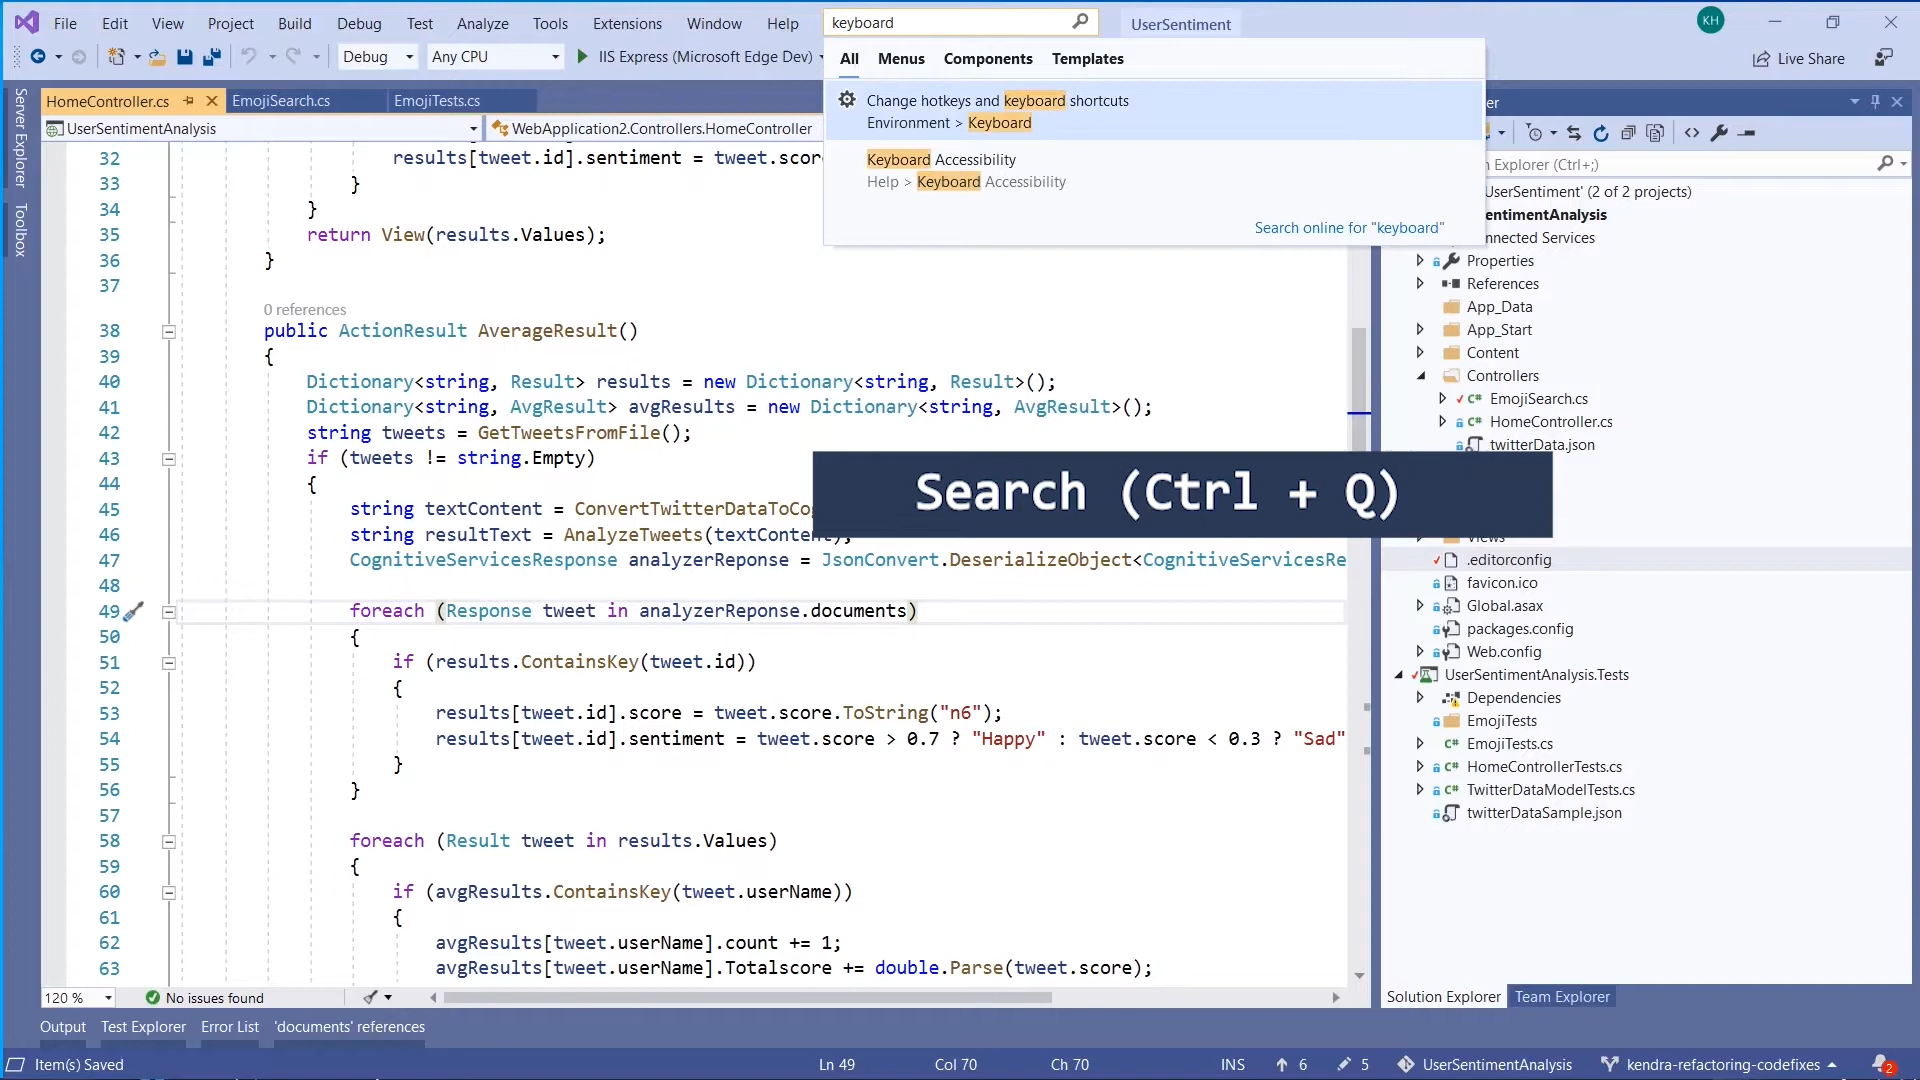 File Edit View Project Build Debug Test Analyze Tools Extensions Window Help
keyboard
UserSentiment
KH
Debug Any CPU IIS Express (Microsoft Edge Dev)
Live Share
All Menus Components Templates
Change hotkeys and keyboard shortcuts
Environment > Keyboard
Keyboard Accessibility
Help > Keyboard Accessibility
Search online for "keyboard"
Server Explorer
Toolbox
HomeController.cs EmojiSearch.cs EmojiTests.cs
UserSentimentAnalysis WebApplication2.Controllers.HomeController
32 results[tweet.id].sentiment = tweet.score
33 }
34 }
35 return View(results.Values);
36 }
37
0 references
38 public ActionResult AverageResult()
39 {
40 Dictionary<string, Result> results = new Dictionary<string, Result>();
41 Dictionary<string, AvgResult> avgResults = new Dictionary<string, AvgResult>();
42 string tweets = GetTweetsFromFile();
43 if (tweets != string.Empty)
44 {
45 string textContent = ConvertTwitterDataToCo
46 string resultText = AnalyzeTweets(textContent);
47 CognitiveServicesResponse analyzerReponse = JsonConvert.DeserializeObject<CognitiveServicesRe
48
49 foreach (Response tweet in analyzerReponse.documents)
50 {
51 if (results.ContainsKey(tweet.id))
52 {
53 results[tweet.id].score = tweet.score.ToString("n6");
54 results[tweet.id].sentiment = tweet.score > 0.7 ? "Happy" : tweet.score < 0.3 ? "Sad"
55 }
56 }
57
58 foreach (Result tweet in results.Values)
59 {
60 if (avgResults.ContainsKey(tweet.userName))
61 {
62 avgResults[tweet.userName].count += 1;
63 avgResults[tweet.userName].Totalscore += double.Parse(tweet.score);
Search (Ctrl + Q)
er
n Explorer (Ctrl+;)
UserSentiment' (2 of 2 projects)
entimentAnalysis
nnected Services
Properties
References
App_Data
App_Start
Content
Controllers
EmojiSearch.cs
HomeController.cs
twitterData.json
Views
.editorconfig
favicon.ico
Global.asax
packages.config
Web.config
UserSentimentAnalysis.Tests
Dependencies
EmojiTests
EmojiTests.cs
HomeControllerTests.cs
TwitterDataModelTests.cs
twitterDataSample.json
120 % No issues found
Solution Explorer Team Explorer
Output Test Explorer Error List 'documents' references
Item(s) Saved Ln 49 Col 70 Ch 70 INS 6 5 UserSentimentAnalysis kendra-refactoring-codefixes 2